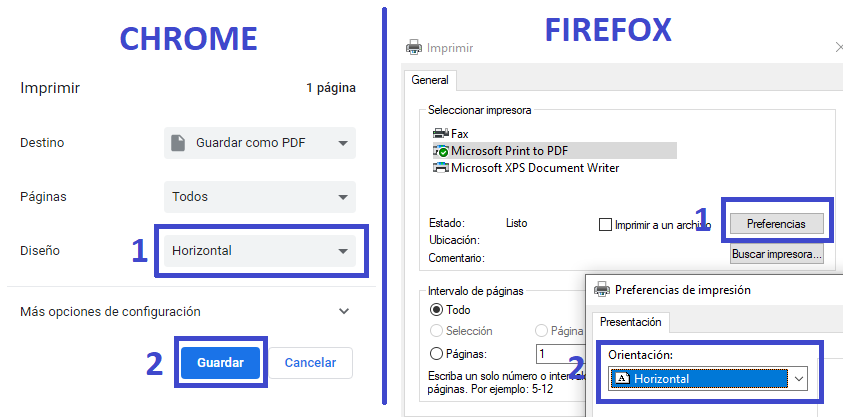 CHROME
Imprimir
1 página
Destino
Guardar como PDF
Páginas
Todos
Diseño
1
Horizontal
Más opciones de configuración
2
Guardar
Cancelar
FIREFOX
Imprimir
General
Seleccionar impresora
Fax
Microsoft Print to PDF
Microsoft XPS Document Writer
Estado:
Listo
Imprimir a un archivo
1
Preferencias
Ubicación:
Comentario:
Buscar impresora...
Intervalo de páginas
Todo
Selección
Página
Páginas:
1
Escriba un solo número o
páginas. Por ejemplo: 5-12
Preferencias de impresión
Presentación
2
Orientación:
A
Horizontal